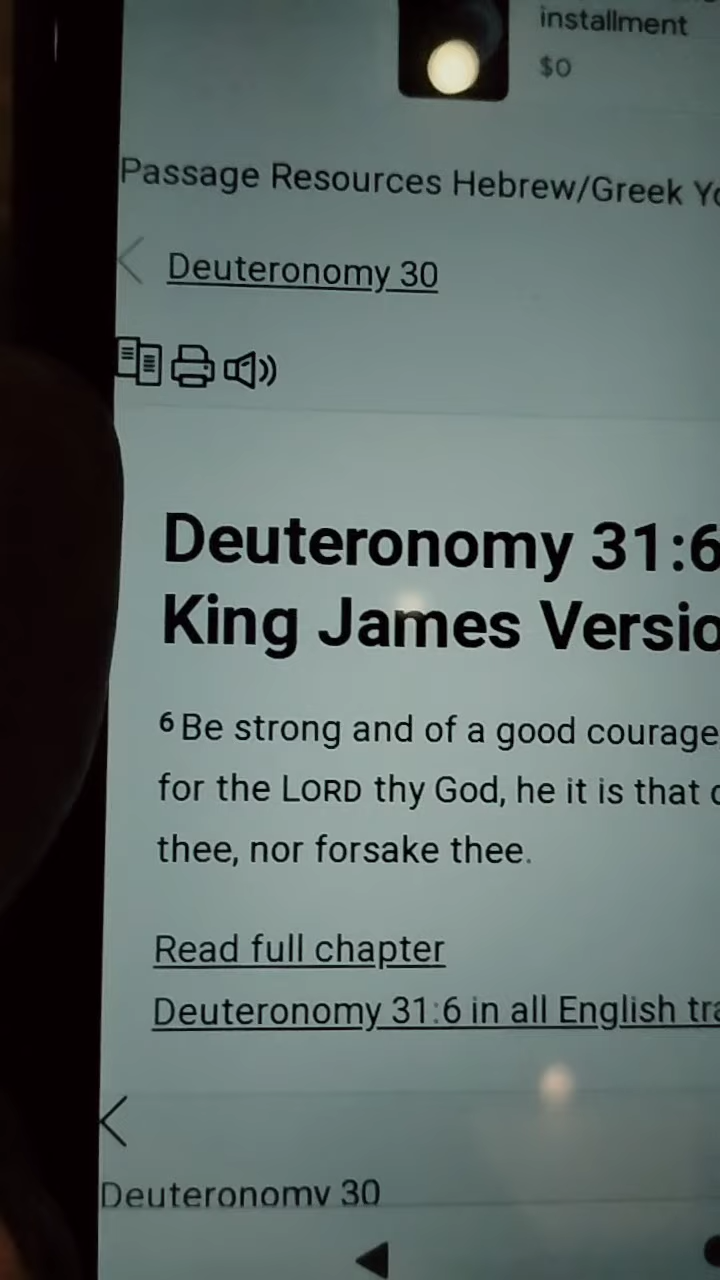 installment
$0
Passage Resources Hebrew/Greek
Deuteronomy 30
Deuteronomy 31:6
King James Versio
6 Be strong and of a good courage
for the LORD thy God, he it is that
thee, nor forsake thee.
Read full chapter
Deuteronomy 31:6 in all English tra
Deuteronomy 30